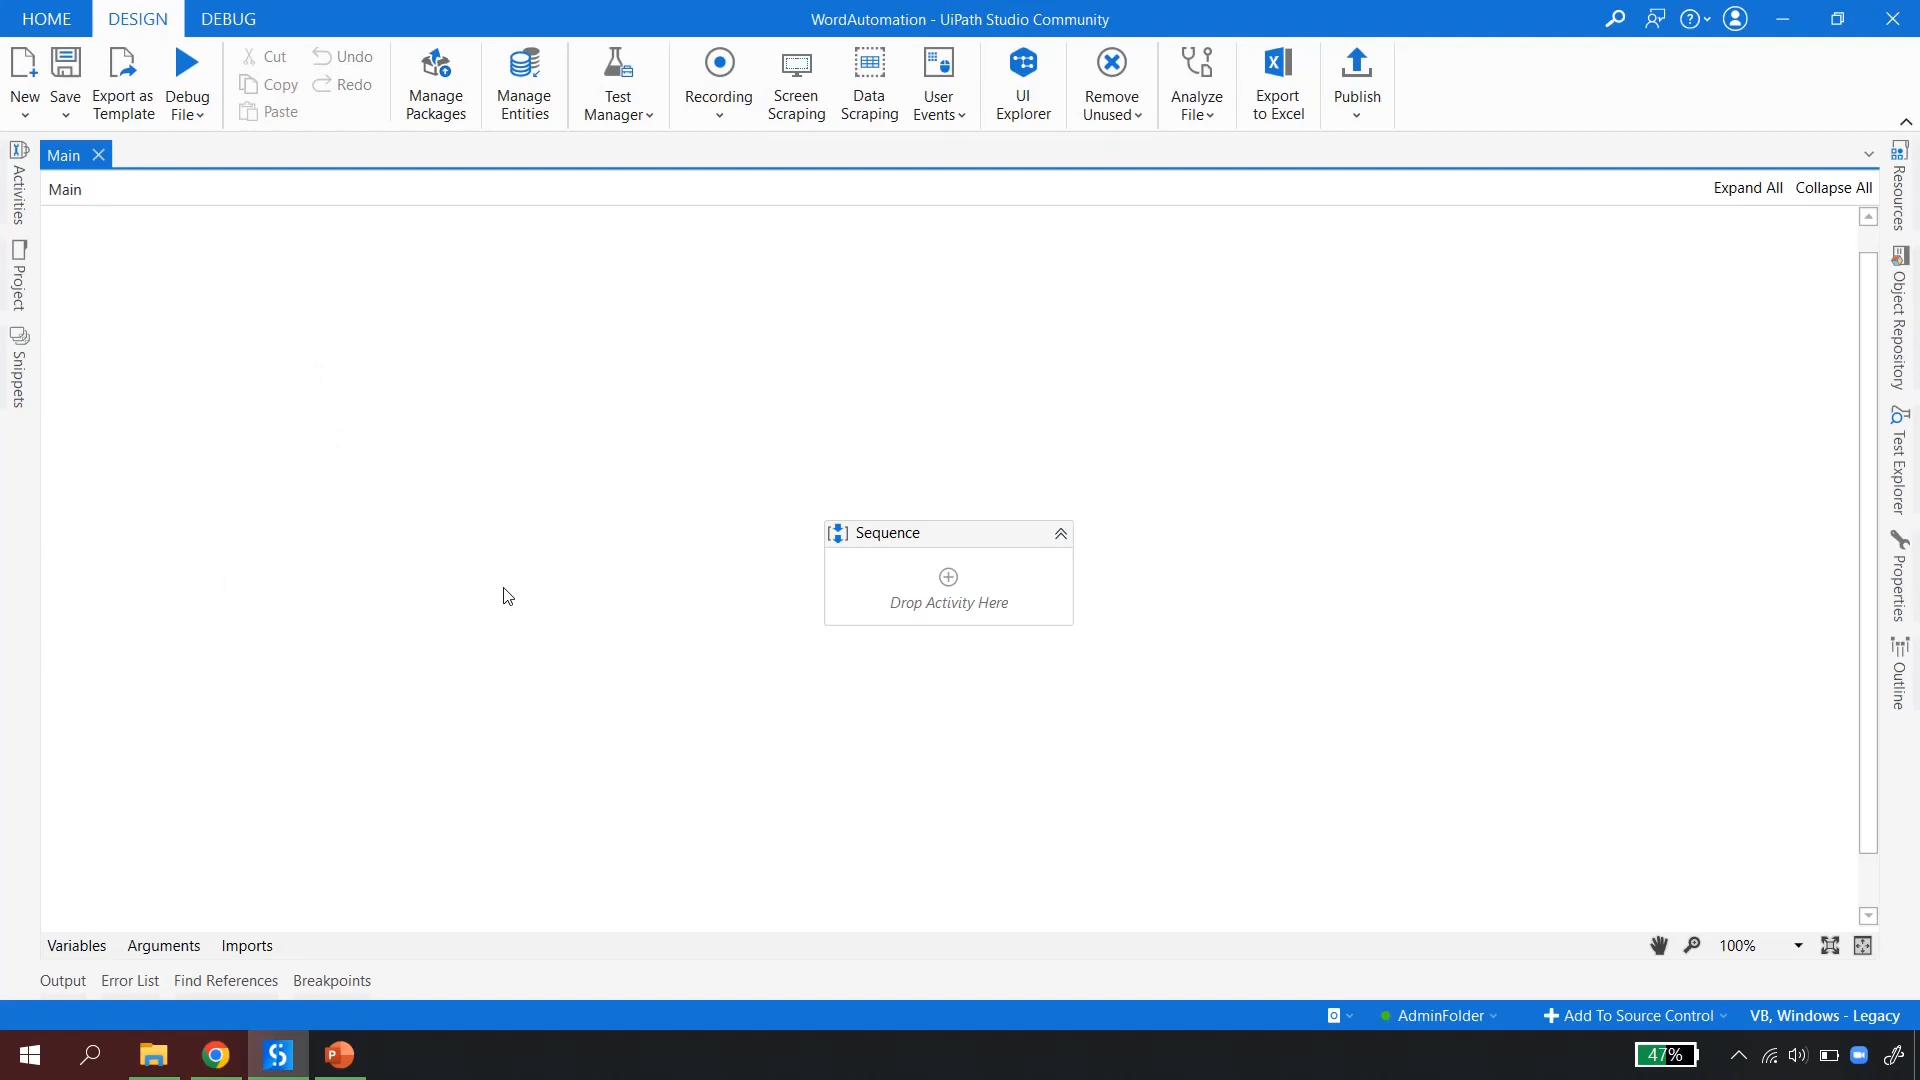 HOME DESIGN DEBUG WordAutomation - UiPath Studio Community
New Save Export as Template Debug File
Cut Undo
Copy Redo
Paste
Manage Packages Manage Entities Test Manager Recording Screen Scraping Data Scraping User Events UI Explorer Remove Unused Analyze File Export to Excel Publish
Main
Main Expand All Collapse All
Activities
Project
Snippets
Sequence
Drop Activity Here
Resources
Object Repository
Test Explorer
Properties
Outline
Variables Arguments Imports 100%
Output Error List Find References Breakpoints
AdminFolder Add To Source Control VB, Windows - Legacy
47%